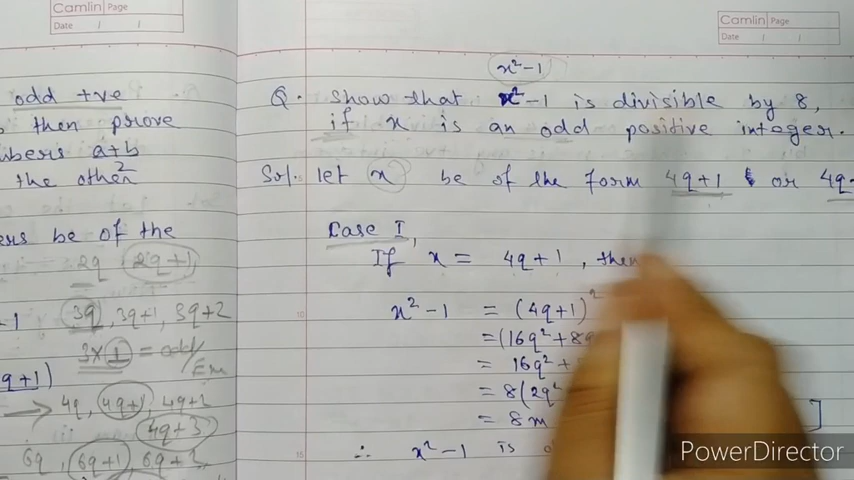 Camlin Page
Date / /
odd +ve
then prove
numbers a+b
the other 2
be of the
2q 2q+1
3q, 3q+1, 3q+2
3×1 = odd/
q+1)
→ 4q, 4q+1, 4q+2
4q+3
6q, 6q+1, 6q+2
Camlin Page
Date / /
x²-1
Q. Show that x²-1 is divisible by 8,
if x is an odd positive integer.
Sol. let x be of the form 4q+1 or 4q+
Case I,
If x = 4q+1, then
x²-1 = (4q+1)²
= (16q²+8q
= 16q²+
= 8(2q²
= 8m ]
∴ x²-1 is
PowerDirector